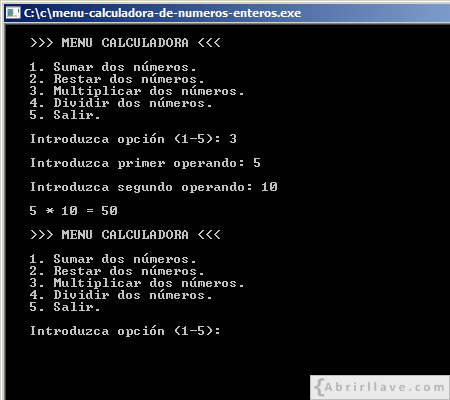 C:\c\menu-calculadora-de-numeros-enteros.exe
>>> MENU CALCULADORA <<<
1. Sumar dos números.
2. Restar dos números.
3. Multiplicar dos números.
4. Dividir dos números.
5. Salir.
Introduzca opción (1-5): 3
Introduzca primer operando: 5
Introduzca segundo operando: 10
5 * 10 = 50
>>> MENU CALCULADORA <<<
1. Sumar dos números.
2. Restar dos números.
3. Multiplicar dos números.
4. Dividir dos números.
5. Salir.
Introduzca opción (1-5):
{Abrirllave.com